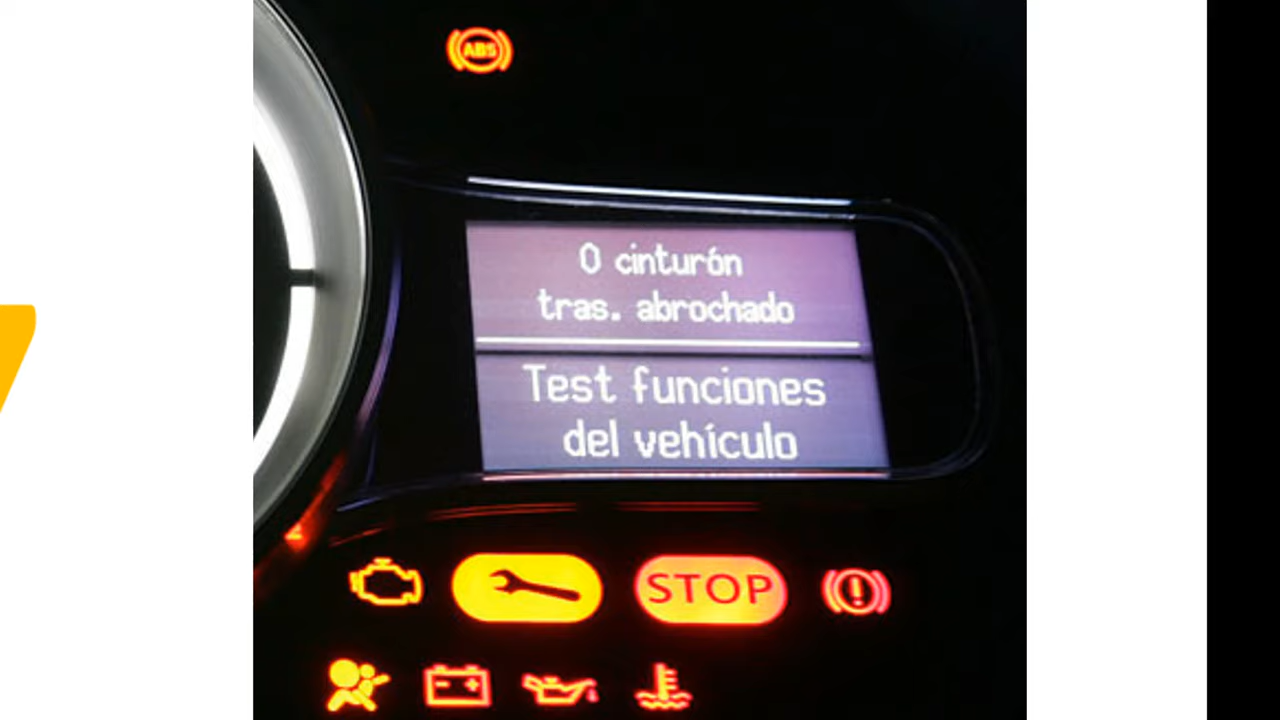 ABS
0 cinturón
tras. abrochado
Test funciones
del vehículo
STOP